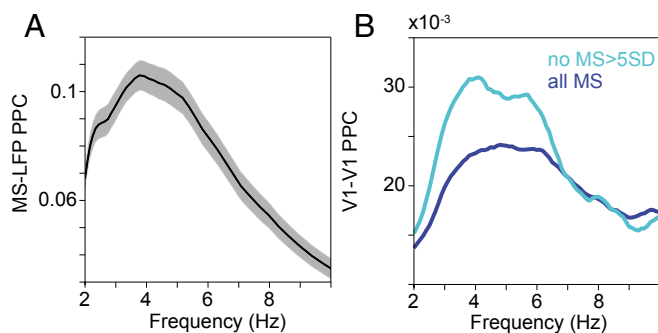 A
MS-LFP PPC
0.1
0.06
2 4 6 8
Frequency (Hz)
B
x10⁻³
no MS>5SD
all MS
V1-V1 PPC
30
20
10
2 4 6 8
Frequency (Hz)